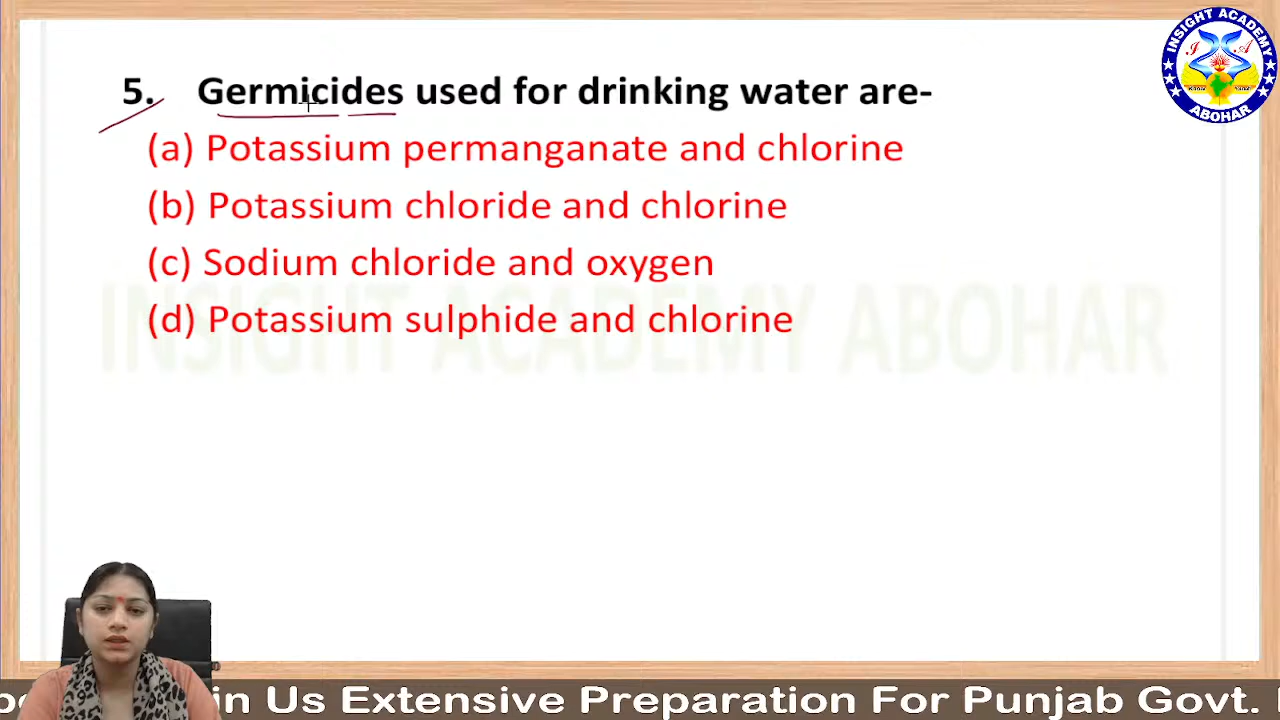 INSIGHT ACADEMY
I A
ABOHAR
5. Germicides used for drinking water are-
(a) Potassium permanganate and chlorine
(b) Potassium chloride and chlorine
(c) Sodium chloride and oxygen
(d) Potassium sulphide and chlorine
INSIGHT ACADEMY ABOHAR
in Us Extensive Preparation For Punjab Govt.